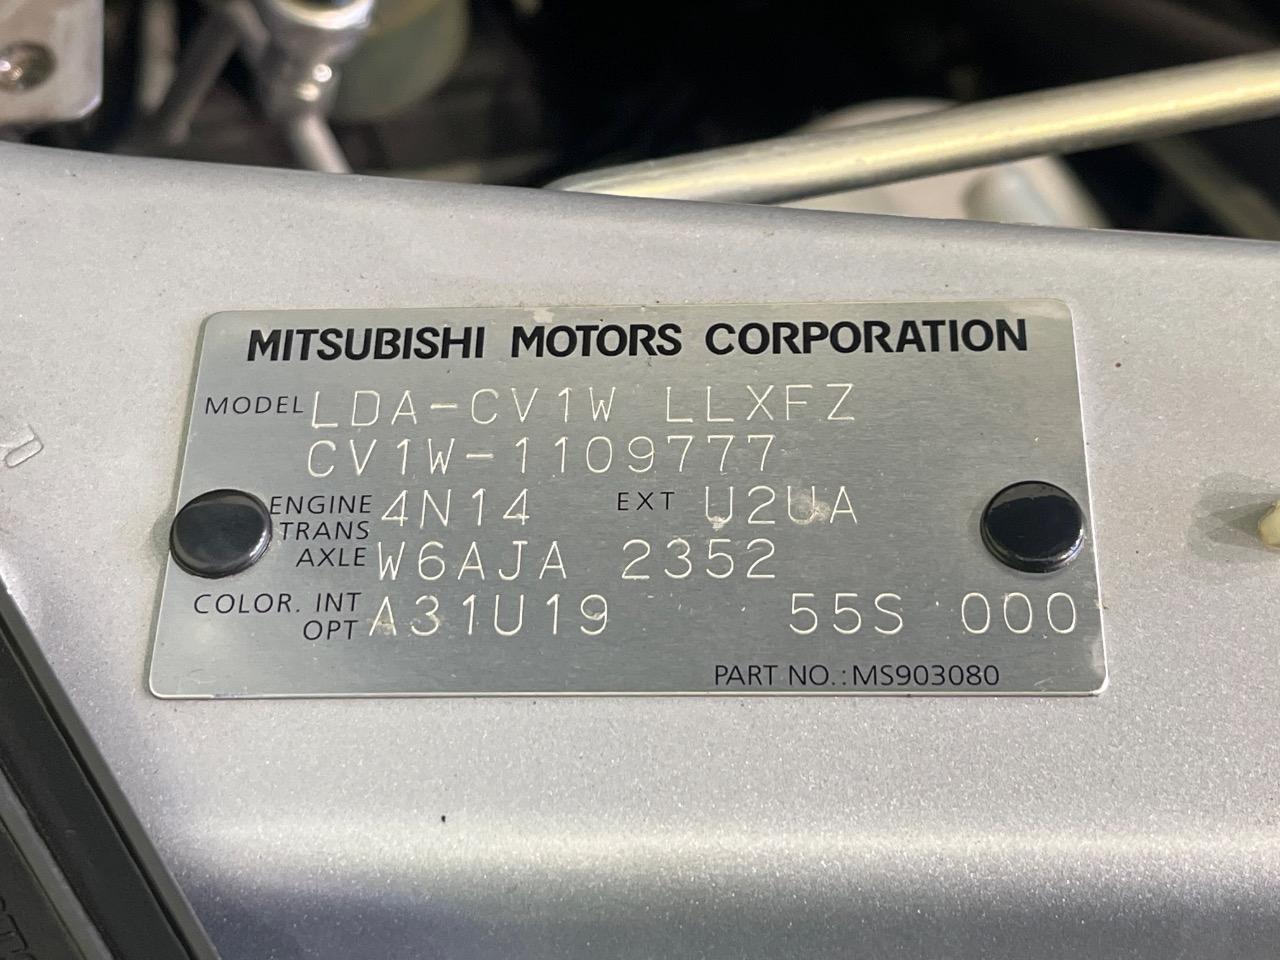 MITSUBISHI MOTORS CORPORATION
MODEL LDA-CV1W LLXFZ
CV1W-1109777
ENGINE 4N14 EXT U2UA
TRANS
AXLE W6AJA 2352
COLOR. INT
OPT A31U19 55S 000
PART NO.: MS903080